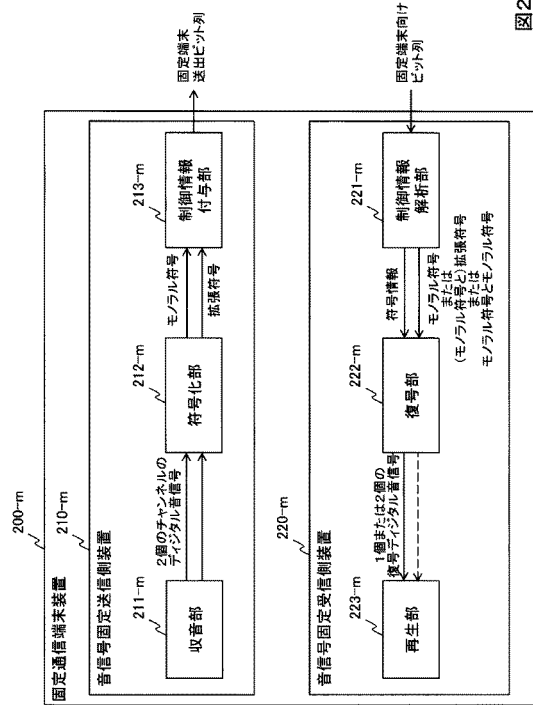 200-m
固定通信端末装置
210-m
音信号固定送信側装置
211-m
収音部
2個のチャンネルの
ディジタル音信号
212-m
符号化部
モノラル符号
拡張符号
213-m
制御情報
付与部
固定端末
送出ビット列
220-m
音信号固定受信側装置
223-m
再生部
1個または2個の
復号ディジタル音信号
222-m
復号部
符号情報
モノラル符号
または
(モノラル符号と)拡張符号
または
モノラル符号とモノラル符号
221-m
制御情報
解析部
固定端末向け
ビット列
図2